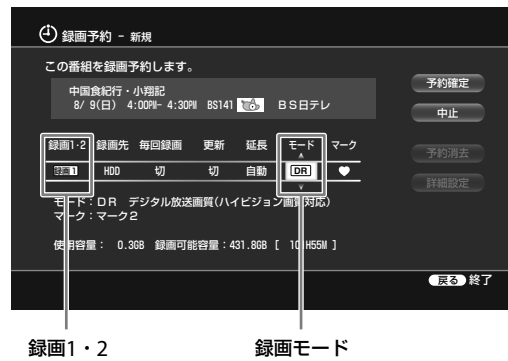 録画予約 - 新規
この番組を録画予約します。
中国食紀行・小翔記
8/ 9(日) 4:00PM- 4:30PM BS141 BS日テレ
予約確定
中止
予約消去
詳細設定
録画1·2 録画先 毎回録画 更新 延長 モード マーク
録画1 HDD 切 切 自動 DR
モード:DR デジタル放送画質(ハイビジョン画質対応)
マーク:マーク2
使用容量: 0.3GB 録画可能容量:431.8GB [ H55M ]
戻る 終了
録画1・2 録画モード